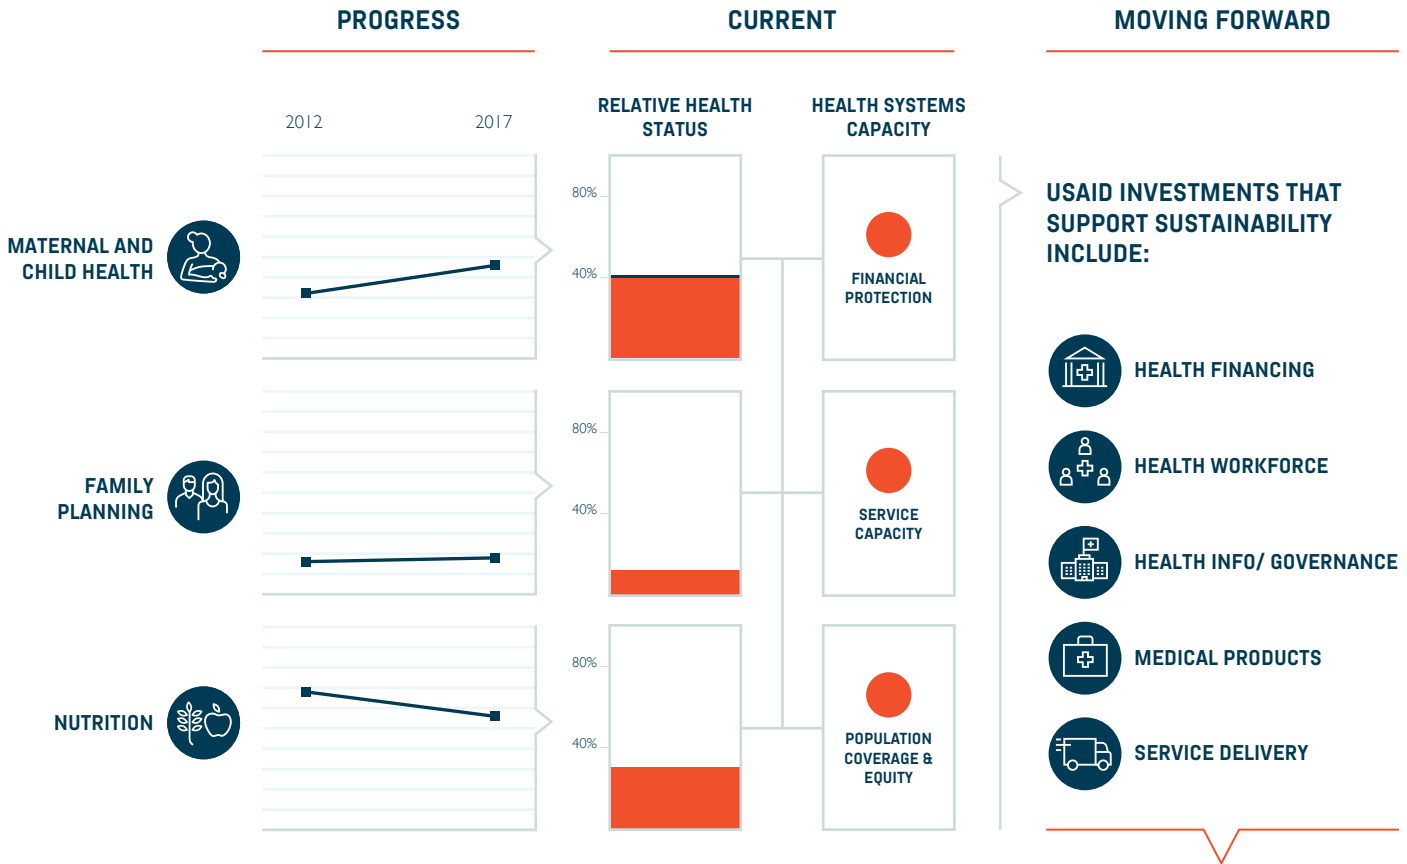 PROGRESS
CURRENT
MOVING FORWARD
2012
2017
RELATIVE HEALTH
STATUS
HEALTH SYSTEMS
CAPACITY
MATERNAL AND
CHILD HEALTH
80%
40%
FINANCIAL
PROTECTION
FAMILY
PLANNING
80%
40%
SERVICE
CAPACITY
NUTRITION
80%
40%
POPULATION
COVERAGE &
EQUITY
USAID INVESTMENTS THAT
SUPPORT SUSTAINABILITY
INCLUDE:
HEALTH FINANCING
HEALTH WORKFORCE
HEALTH INFO/ GOVERNANCE
MEDICAL PRODUCTS
SERVICE DELIVERY